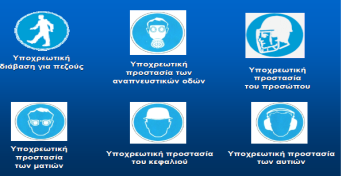 Υποχρεωτική
διάβαση για πεζούς
Υποχρεωτική
προστασία των
αναπνευστικών οδών
Υποχρεωτική
προστασία
του προσώπου
Υποχρεωτική
προστασία
των ματιών
Υποχρεωτική προστασία
του κεφαλιού
Υποχρεωτική προστασία
των αυτιών